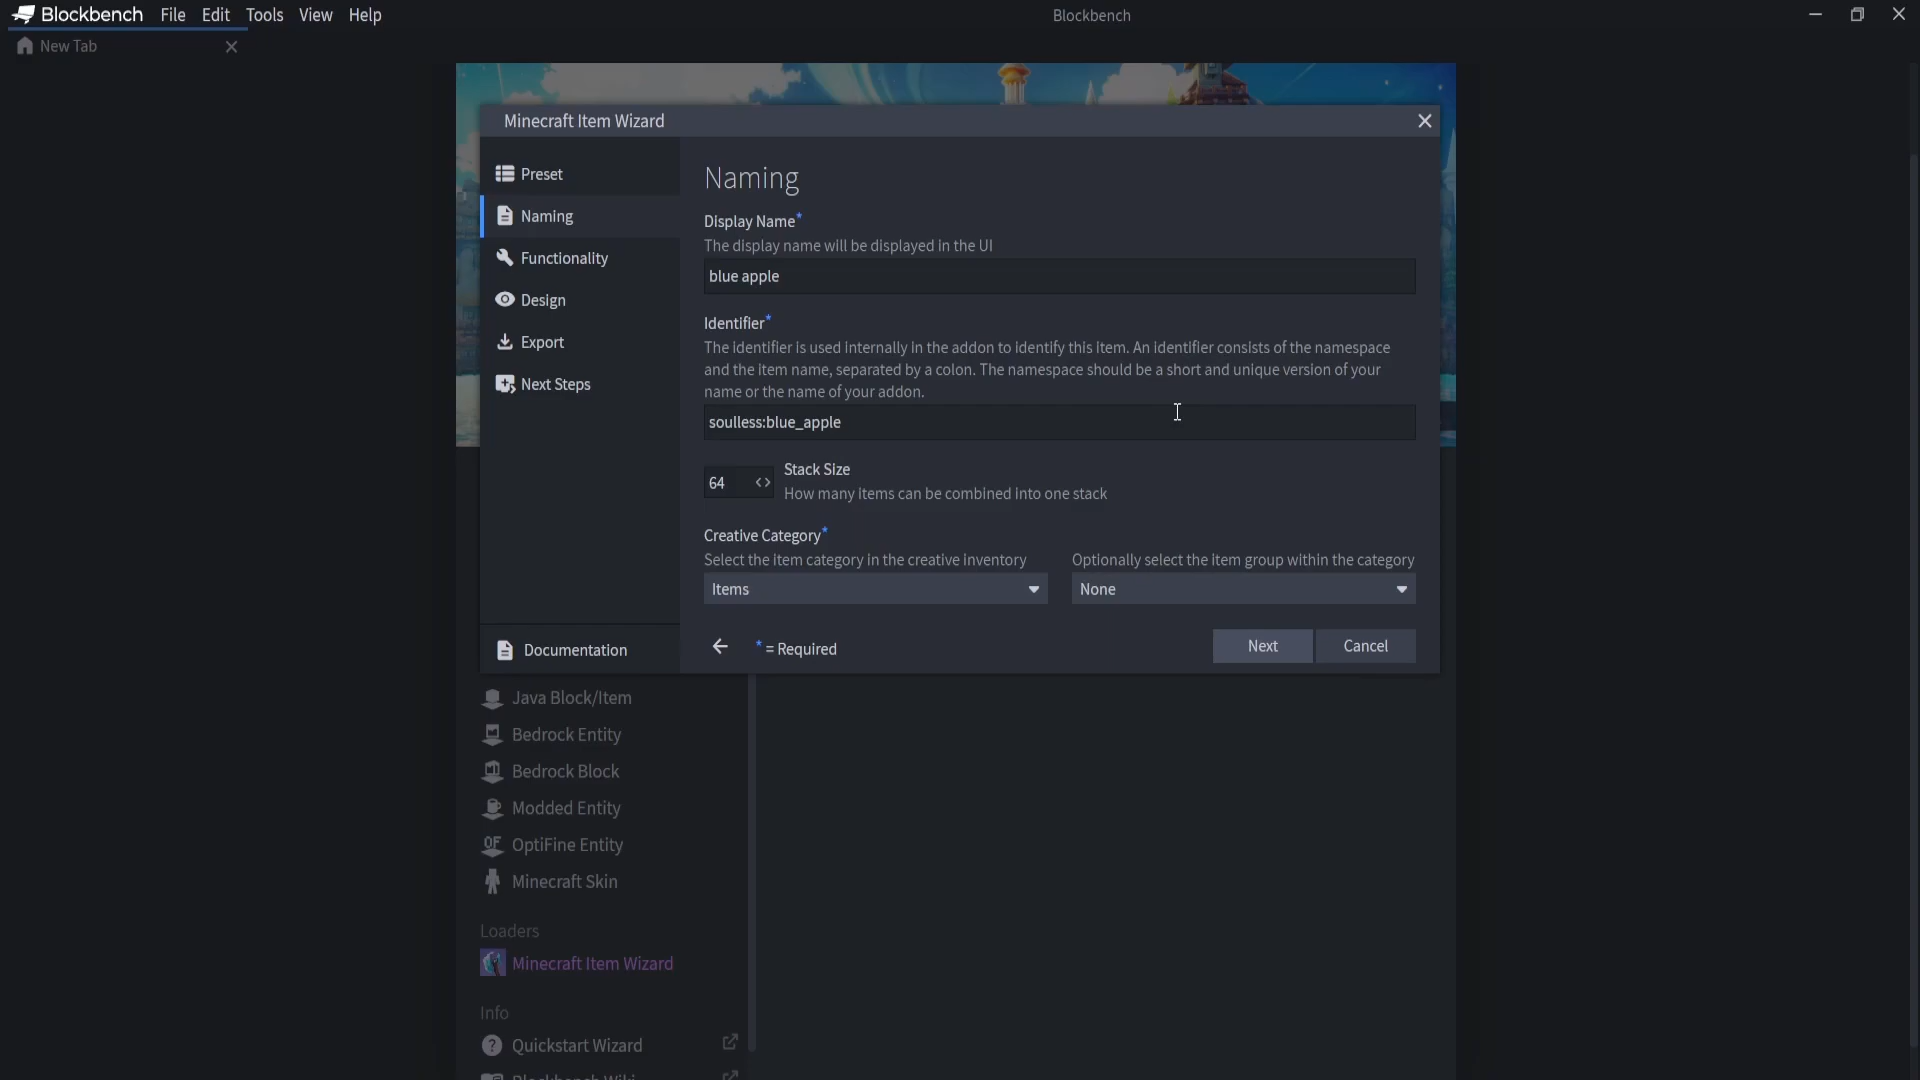 Blockbench File Edit Tools View Help
Blockbench
New Tab
Minecraft Item Wizard
Preset
Naming
Functionality
Design
Export
Next Steps
Documentation
Naming
Display Name*
The display name will be displayed in the UI
blue apple
Identifier*
The identifier is used internally in the addon to identify this item. An identifier consists of the namespace
and the item name, separated by a colon. The namespace should be a short and unique version of your
name or the name of your addon.
soulless:blue_apple
64
Stack Size
How many items can be combined into one stack
Creative Category*
Select the item category in the creative inventory
Items
Optionally select the item group within the category
None
* = Required
Next
Cancel
Java Block/Item
Bedrock Entity
Bedrock Block
Modded Entity
OF OptiFine Entity
Minecraft Skin
Loaders
Minecraft Item Wizard
Info
? Quickstart Wizard
Blockbench Wiki